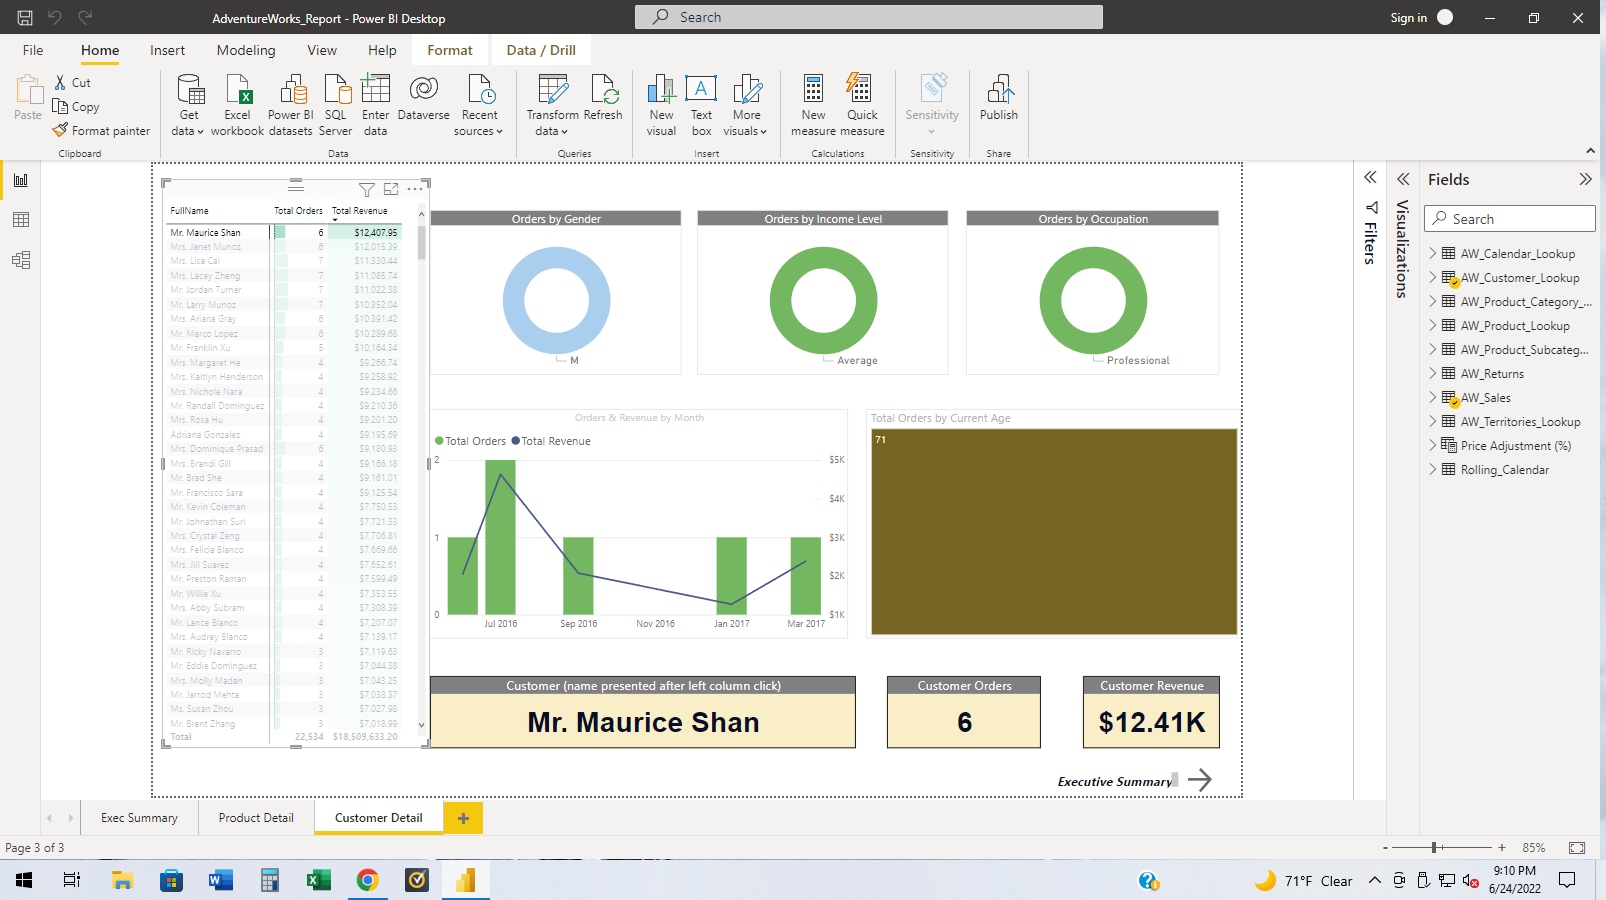 AdventureWorks_Report - Power BI Desktop
Search
Sign in
File Home Insert Modeling View Help Format Data / Drill
Paste
Cut
Copy
Format painter
Clipboard
Get data
Excel workbook
Power BI datasets
SQL Server
Enter data
Dataverse
Recent sources
Data
Transform data
Refresh
Queries
New visual
Text box
More visuals
Insert
New measure
Quick measure
Calculations
Sensitivity
Sensitivity
Publish
Share
FullName Total Orders Total Revenue
Mr. Maurice Shan 6 $12,407.95
Mrs. Janet Munoz 6 $12,015.39
Mrs. Lisa Cai 7 $11,330.44
Mrs. Lacey Zheng 7 $11,085.74
Mr. Jordan Turner 7 $11,022.38
Mr. Larry Munoz 7 $10,852.04
Mrs. Ariana Gray 6 $10,391.42
Mr. Marco Lopez 6 $10,289.68
Mr. Franklin Xu 5 $10,164.34
Mrs. Margaret He 4 $9,266.74
Mrs. Kaitlyn Henderson 4 $9,258.92
Mrs. Nichole Nara 4 $9,234.66
Mr. Randall Dominguez 4 $9,210.36
Mrs. Rosa Hu 4 $9,201.20
Adriana Gonzalez 4 $9,195.69
Mrs. Dominique Prasad 6 $9,180.93
Mrs. Brandi Gill 4 $9,166.18
Mr. Brad She 4 $9,161.01
Mr. Francisco Sara 4 $9,125.54
Mr. Kevin Coleman 4 $7,750.53
Mr. Johnathan Suri 4 $7,721.33
Mrs. Crystal Zeng 4 $7,706.81
Mrs. Felicia Blanco 4 $7,669.66
Mrs. Jill Suarez 4 $7,652.61
Mr. Preston Raman 4 $7,599.49
Mr. Willie Xu 4 $7,353.55
Mrs. Abby Subram 4 $7,308.39
Mr. Lance Blanco 4 $7,207.07
Mrs. Audrey Blanco 4 $7,139.17
Mr. Ricky Navarro 3 $7,119.63
Mr. Eddie Dominguez 3 $7,044.38
Mrs. Molly Madan 3 $7,043.25
Mr. Jarrod Mehta 3 $7,038.37
Ms. Susan Zhou 3 $7,027.98
Mr. Brent Zhang 3 $7,018.99
Total 22,534 $18,509,633.20
Orders by Gender
M
Orders by Income Level
Average
Orders by Occupation
Professional
Orders & Revenue by Month
Total Orders Total Revenue
2
1
0
$5K
$4K
$3K
$2K
$1K
Jul 2016 Sep 2016 Nov 2016 Jan 2017 Mar 2017
Total Orders by Current Age
71
Customer (name presented after left column click)
Mr. Maurice Shan
Customer Orders
6
Customer Revenue
$12.41K
Executive Summary
Filters
Visualizations
Fields
Search
AW_Calendar_Lookup
AW_Customer_Lookup
AW_Product_Category_...
AW_Product_Lookup
AW_Product_Subcateg...
AW_Returns
AW_Sales
AW_Territories_Lookup
Price Adjustment (%)
Rolling_Calendar
Exec Summary Product Detail Customer Detail +
Page 3 of 3
- + 85%
71°F Clear
9:10 PM
6/24/2022